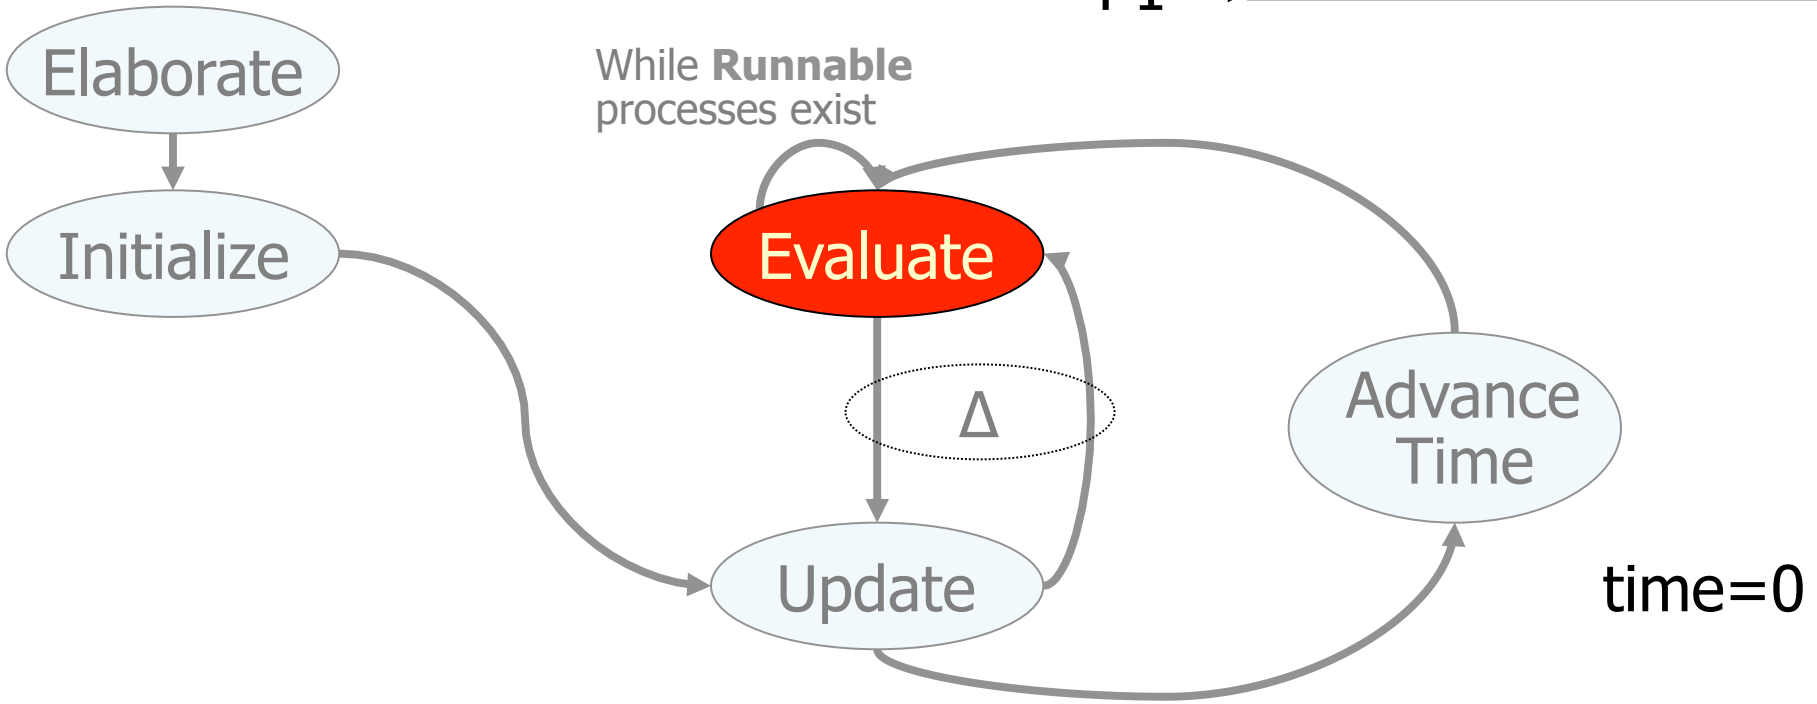 Elaborate
While Runnable
processes exist
Initialize
Evaluate
Δ
Advance
Time
Update
time=0